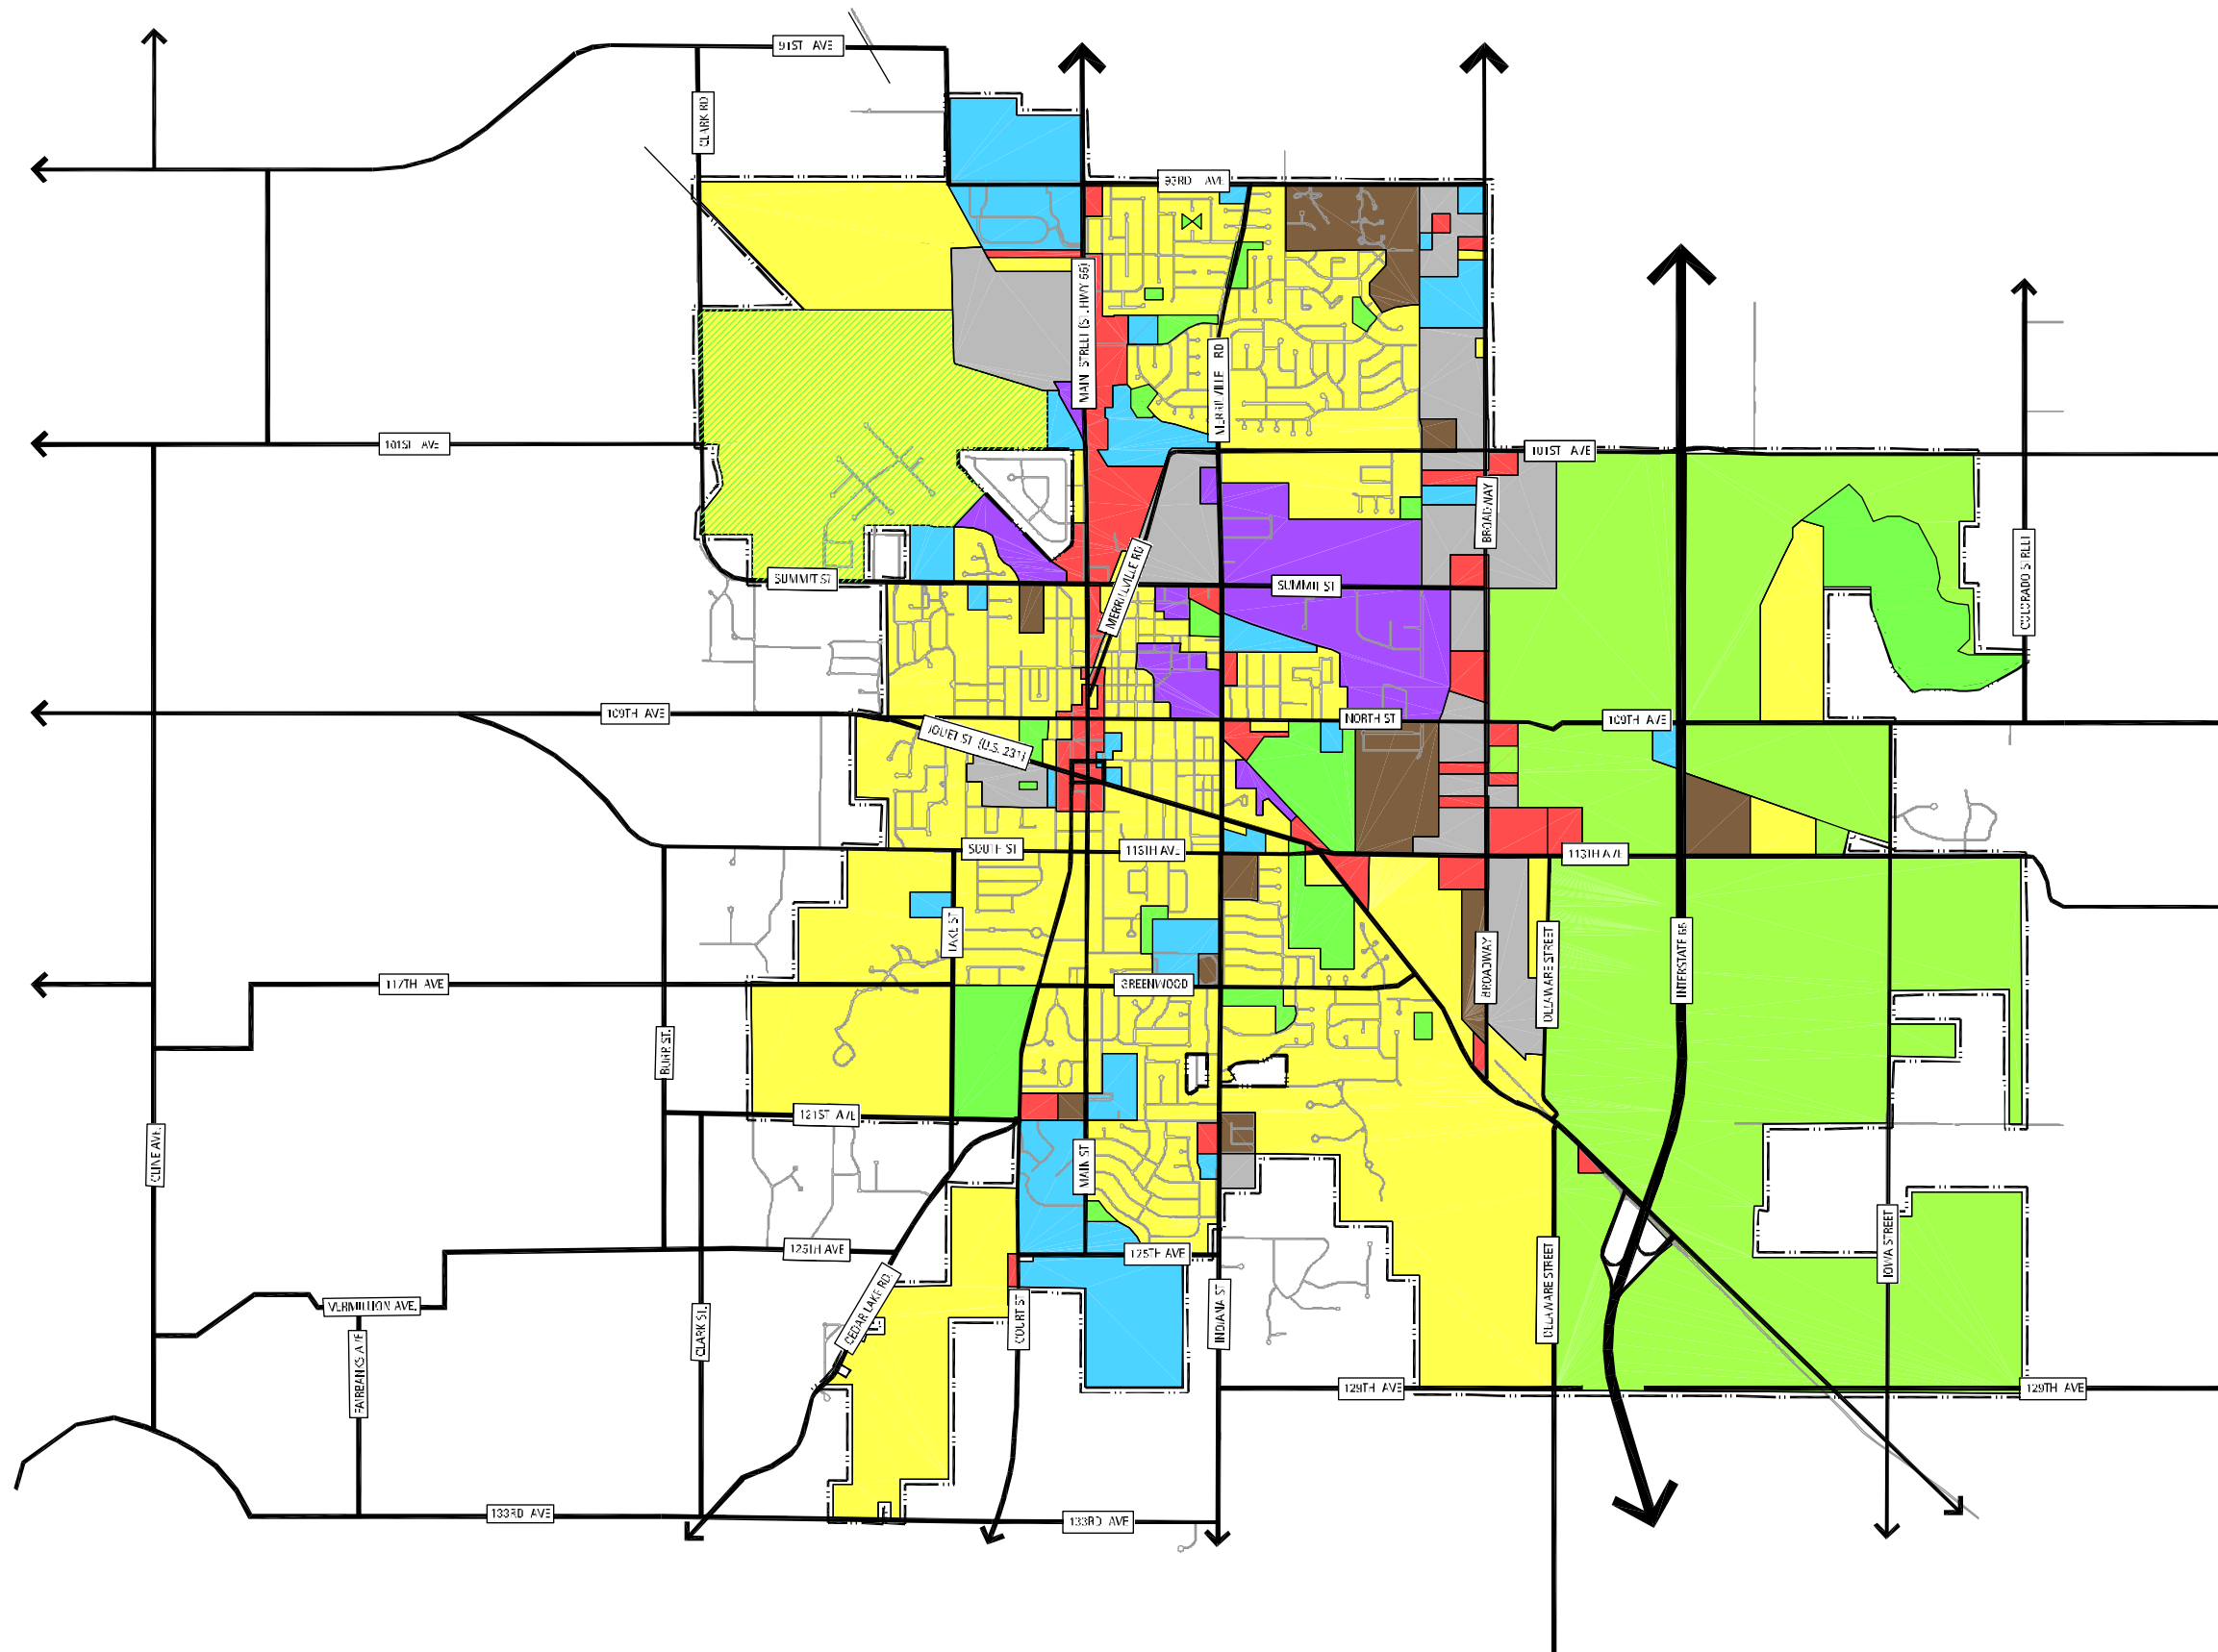 91ST AVE
CLARK RD
93RD AVE
MAIN STREET (ST. HWY 55)
MERRILLVILLE RD
101ST AVE
101ST AVE
BROADWAY
MERRILLVILLE RD
SUMMIT ST
SUMMIT ST
COLORADO STREET
109TH AVE
NORTH ST
109TH AVE
JOLIET ST (U.S. 231)
SOUTH ST
113TH AVE
113TH AVE
LAKE ST
BROADWAY
DELAWARE STREET
INTERSTATE 65
117TH AVE
GREENWOOD
BURR ST.
121ST AVE
CLINE AVE.
MAIN ST
125TH AVE
125TH AVE
IOWA STREET
DELAWARE STREET
VERMILLION AVE.
CEDAR LAKE RD.
COURT ST
INDIANA ST
CLARK ST.
FAIRBANKS AVE
129TH AVE
129TH AVE
133RD AVE
133RD AVE